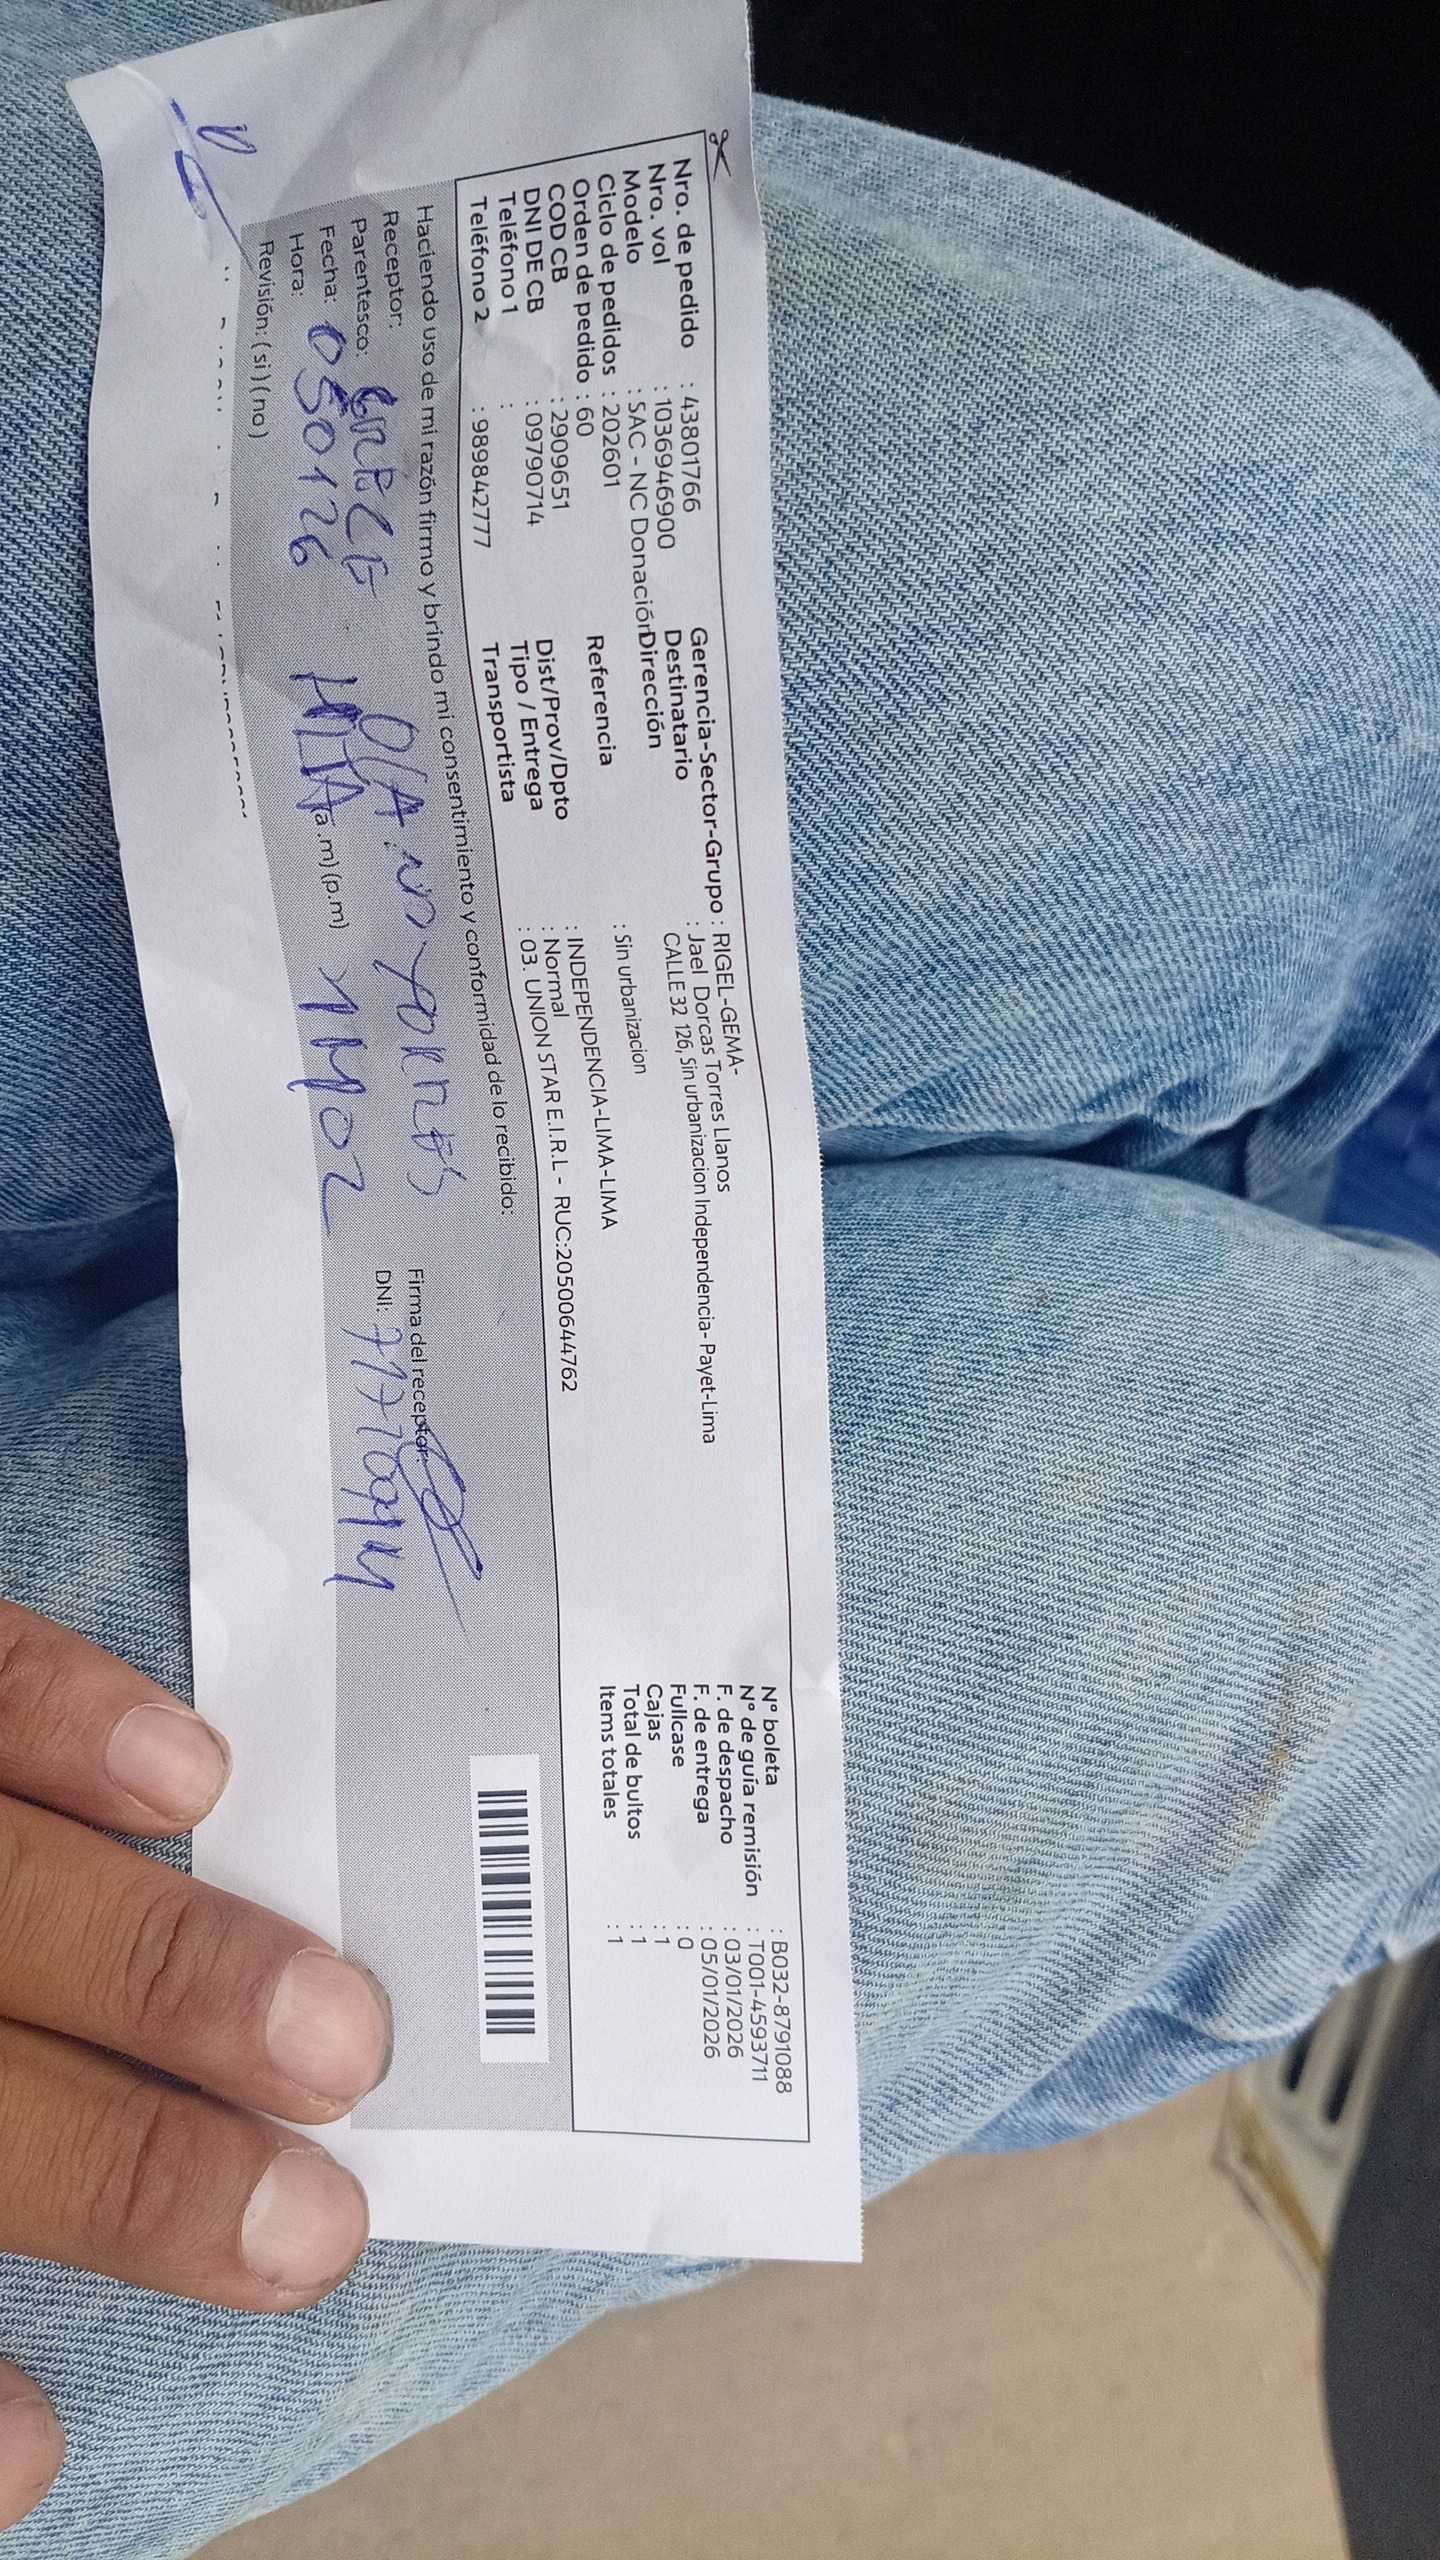 Nro. de pedido : 43801766
Nro. vol : 1036946900
Modelo : SAC - NC Donación
Ciclo de pedidos : 202601
Orden de pedido : 60
COD CB : 2909651
DNI DE CB : 09790714
Teléfono 1 :
Teléfono 2 : 989842777
Gerencia-Sector-Grupo : RIGEL-GEMA-
Destinatario : Jael Dorcas Torres Llanos
Dirección CALLE 32 126, Sin urbanizacion Independencia- Payet-Lima
Referencia : Sin urbanizacion
Dist/Prov/Dpto : INDEPENDENCIA-LIMA-LIMA
Tipo / Entrega : Normal
Transportista : 03. UNION STAR E.I.R.L - RUC:20500644762
N° boleta : B032-8791088
N° de guía remisión : T001-4593711
F. de despacho : 03/01/2026
F. de entrega : 05/01/2026
Fullcase : 0
Cajas : 1
Total de bultos : 1
Items totales : 1
Haciendo uso de mi razón firmo y brindo mi consentimiento y conformidad de lo recibido:
Receptor:
Firma del receptor:
Parentesco:
DNI:
Fecha: 050126
Hora: (a.m) (p.m)
Revisión: ( si ) ( no )